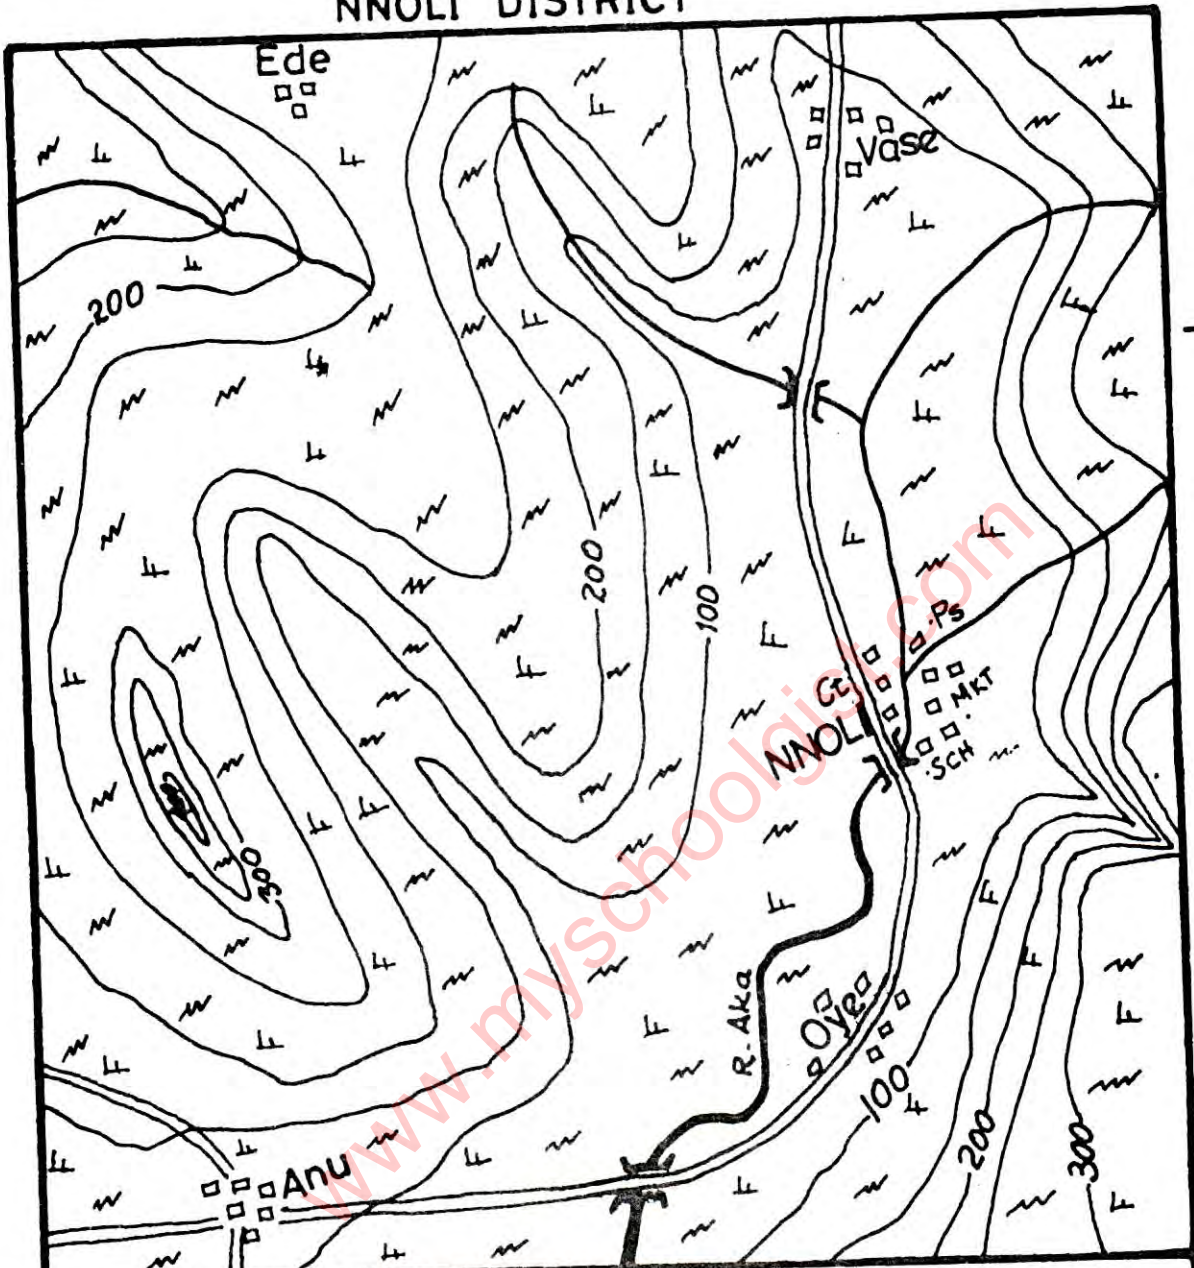 NNOLI DISTRICT
Ede
Vase
200
200
100
Ps
Ct
MKT
NNOLI
SCH
300
R. Aka
Oye
100
200
300
Anu
www.myschoolgist.com